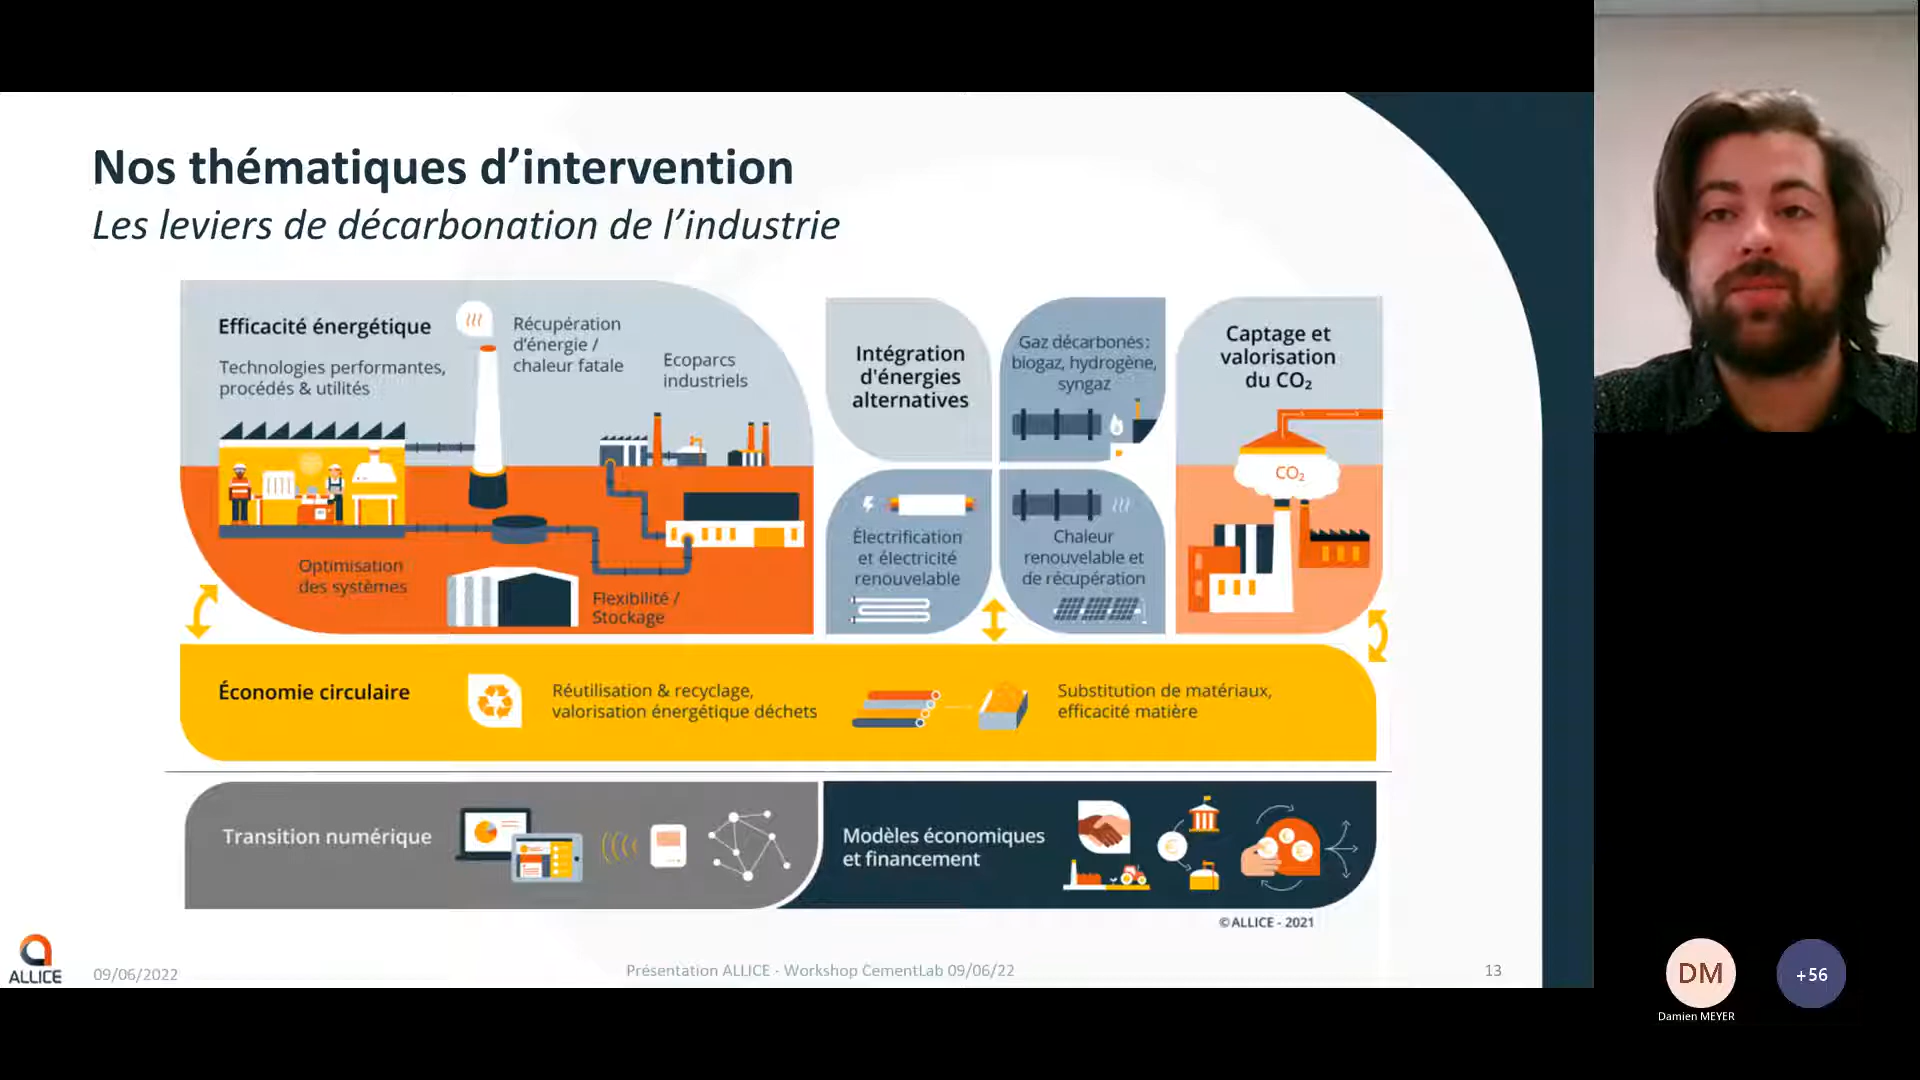 Nos thématiques d’intervention
Les leviers de décarbonation de l’industrie
Efficacité énergétique
Technologies performantes,
procédés & utilités
Récupération
d'énergie /
chaleur fatale
Ecoparcs
industriels
Optimisation
des systèmes
Flexibilité /
Stockage
Intégration
d'énergies
alternatives
Gaz décarbonés :
biogaz, hydrogène,
syngaz
Électrification
et électricité
renouvelable
Chaleur
renouvelable et
de récupération
Captage et
valorisation
du CO₂
CO₂
Économie circulaire
Réutilisation & recyclage,
valorisation énergétique déchets
Substitution de matériaux,
efficacité matière
Transition numérique
Modèles économiques
et financement
©ALLICE - 2021
ALLICE
09/06/2022
Présentation ALLICE - Workshop CementLab 09/06/22
13
DM
+56
Damien MEYER